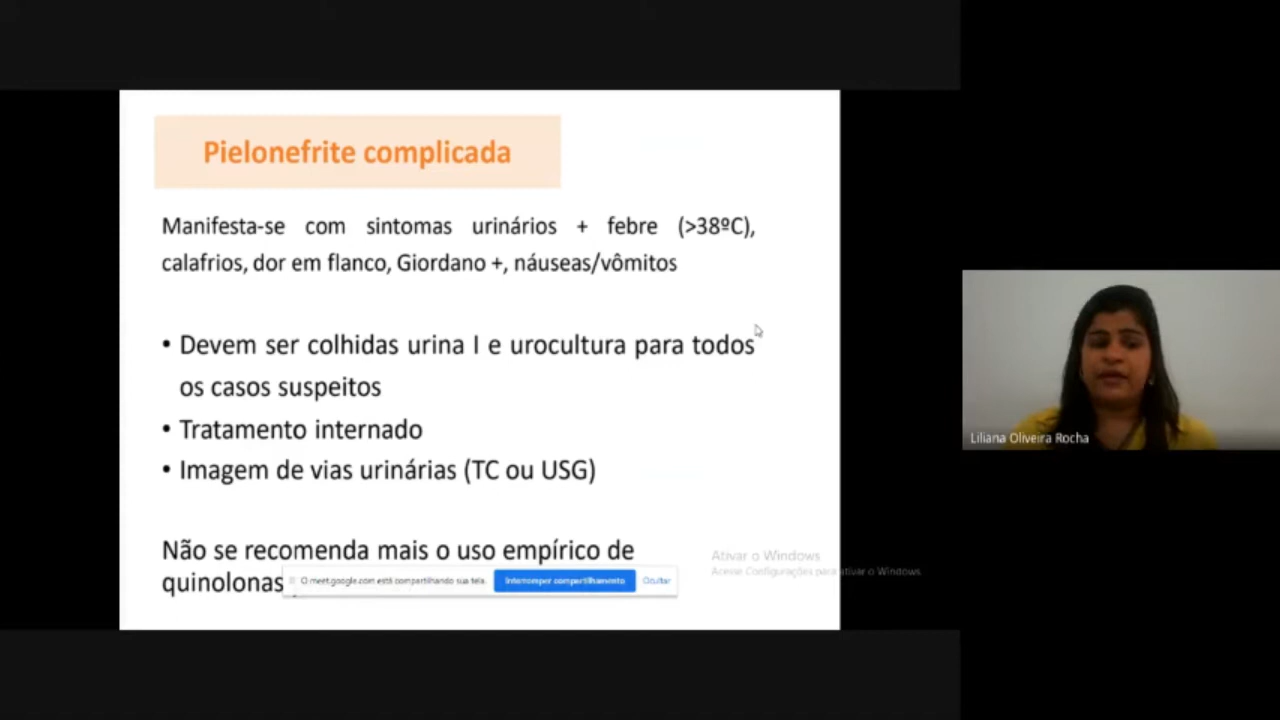 Pielonefrite complicada
Manifesta-se com sintomas urinários + febre (>38ºC),
calafrios, dor em flanco, Giordano +, náuseas/vômitos
• Devem ser colhidas urina I e urocultura para todos
os casos suspeitos
• Tratamento internado
• Imagem de vias urinárias (TC ou USG)
Não se recomenda mais o uso empírico de
quinolonas
O meet.google.com está compartilhando sua tela. Interromper compartilhamento Ocultar
Ativar o Windows
Acesse Configurações para ativar o Windows.
Liliana Oliveira Rocha